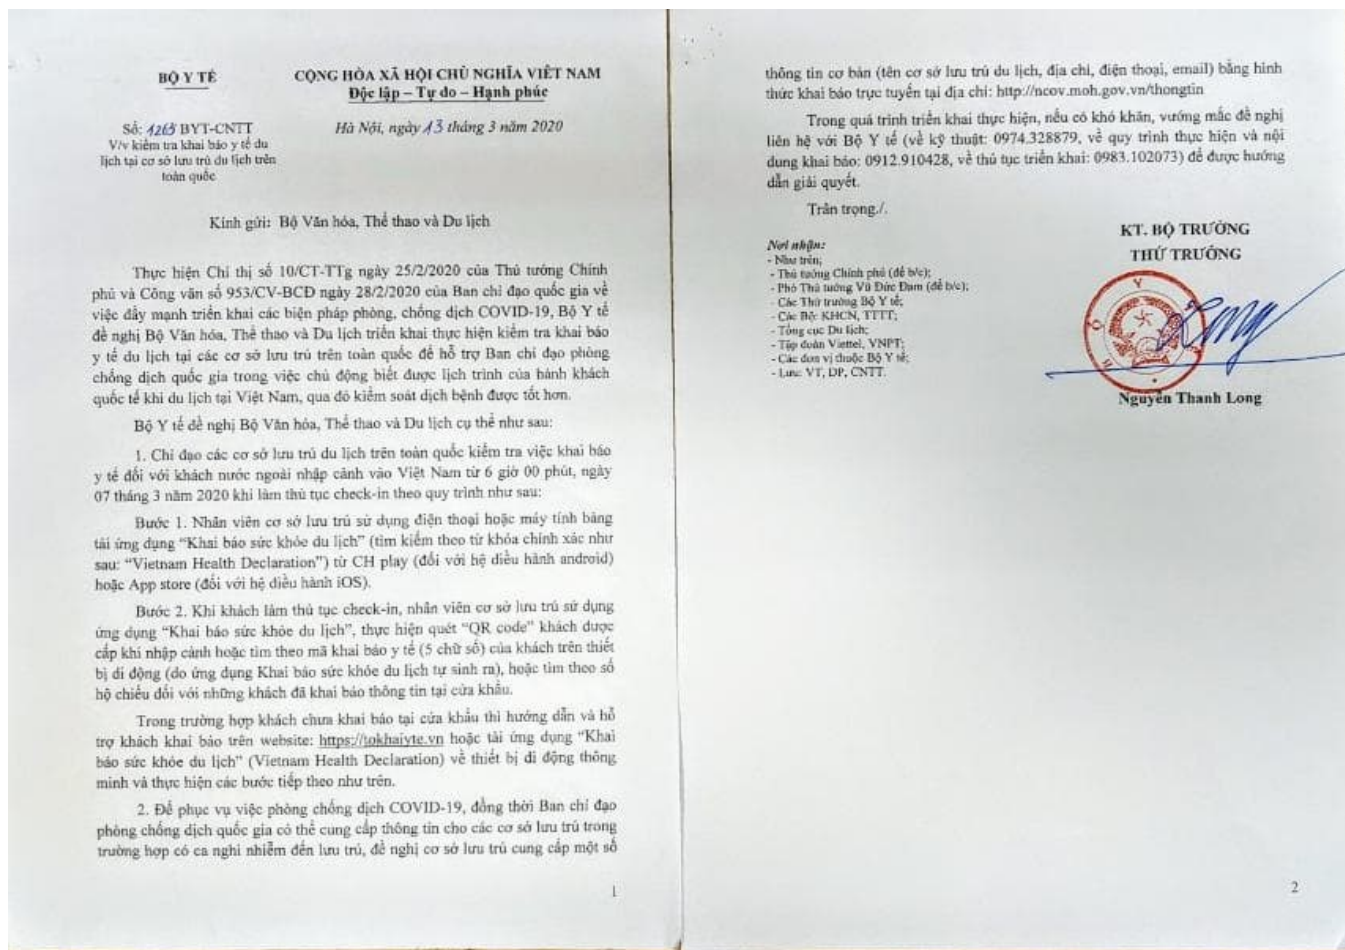 BỘ Y TẾ
CỘNG HÒA XÃ HỘI CHỦ NGHĨA VIỆT NAM
Độc lập – Tự do – Hạnh phúc
Số: 1265 BYT-CNTT
V/v kiểm tra khai báo y tế du
lịch tại cơ sở lưu trú du lịch trên
toàn quốc
Hà Nội, ngày 13 tháng 3 năm 2020
Kính gửi: Bộ Văn hóa, Thể thao và Du lịch
Thực hiện Chỉ thị số 10/CT-TTg ngày 25/2/2020 của Thủ tướng Chính
phủ và Công văn số 953/CV-BCĐ ngày 28/2/2020 của Ban chỉ đạo quốc gia về
việc đẩy mạnh triển khai các biện pháp phòng, chống dịch COVID-19, Bộ Y tế
đề nghị Bộ Văn hóa, Thể thao và Du lịch triển khai thực hiện kiểm tra khai báo
y tế du lịch tại các cơ sở lưu trú trên toàn quốc để hỗ trợ Ban chỉ đạo phòng
chống dịch quốc gia trong việc chủ động biết được lịch trình của hành khách
quốc tế khi du lịch tại Việt Nam, qua đó kiểm soát dịch bệnh được tốt hơn.
Bộ Y tế đề nghị Bộ Văn hóa, Thể thao và Du lịch cụ thể như sau:
1. Chỉ đạo các cơ sở lưu trú du lịch trên toàn quốc kiểm tra việc khai báo
y tế đối với khách nước ngoài nhập cảnh vào Việt Nam từ 6 giờ 00 phút, ngày
07 tháng 3 năm 2020 khi làm thủ tục check-in theo quy trình như sau:
Bước 1. Nhân viên cơ sở lưu trú sử dụng điện thoại hoặc máy tính bảng
tải ứng dụng “Khai báo sức khỏe du lịch” (tìm kiếm theo từ khóa chính xác như
sau: “Vietnam Health Declaration”) từ CH play (đối với hệ điều hành android)
hoặc App store (đối với hệ điều hành iOS).
Bước 2. Khi khách làm thủ tục check-in, nhân viên cơ sở lưu trú sử dụng
ứng dụng “Khai báo sức khỏe du lịch”, thực hiện quét “QR code” khách được
cấp khi nhập cảnh hoặc tìm theo mã khai báo y tế (5 chữ số) của khách trên thiết
bị di động (do ứng dụng Khai báo sức khỏe du lịch tự sinh ra), hoặc tìm theo số
hộ chiếu đối với những khách đã khai báo thông tin tại cửa khẩu.
Trong trường hợp khách chưa khai báo tại cửa khẩu thì hướng dẫn và hỗ
trợ khách khai báo trên website: https://tokhaiyte.vn hoặc tải ứng dụng “Khai
báo sức khỏe du lịch” (Vietnam Health Declaration) về thiết bị di động thông
minh và thực hiện các bước tiếp theo như trên.
2. Để phục vụ việc phòng chống dịch COVID-19, đồng thời Ban chỉ đạo
phòng chống dịch quốc gia có thể cung cấp thông tin cho các cơ sở lưu trú trong
trường hợp có ca nghi nhiễm đến lưu trú, đề nghị cơ sở lưu trú cung cấp một số
1
thông tin cơ bản (tên cơ sở lưu trú du lịch, địa chỉ, điện thoại, email) bằng hình
thức khai báo trực tuyến tại địa chỉ: http://ncov.moh.gov.vn/thongtin
Trong quá trình triển khai thực hiện, nếu có khó khăn, vướng mắc đề nghị
liên hệ với Bộ Y tế (về kỹ thuật: 0974.328879, về quy trình thực hiện và nội
dung khai báo: 0912.910428, về thủ tục triển khai: 0983.102073) để được hướng
dẫn giải quyết.
Trân trọng./.
Nơi nhận:
- Như trên;
- Thủ tướng Chính phủ (để b/c);
- Phó Thủ tướng Vũ Đức Đam (để b/c);
- Các Thứ trưởng Bộ Y tế;
- Các Bộ: KHCN, TTTT;
- Tổng cục Du lịch;
- Tập đoàn Viettel, VNPT;
- Các đơn vị thuộc Bộ Y tế;
- Lưu: VT, DP, CNTT.
KT. BỘ TRƯỞNG
THỨ TRƯỞNG
BỘ Y TẾ
Long
Nguyễn Thanh Long
2